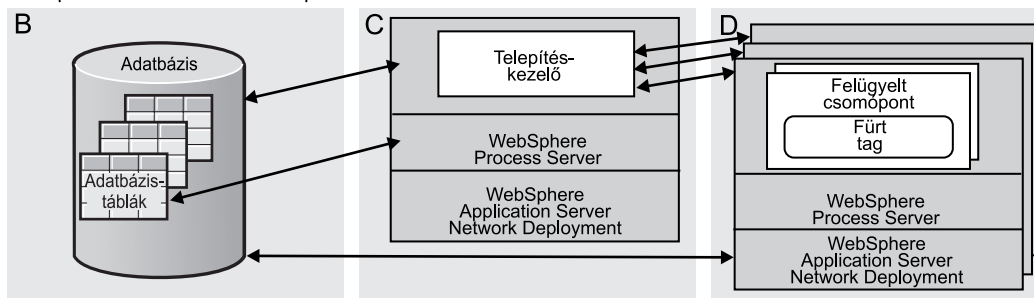 B
Adatbázis
Adatbázis-
táblák
C
Telepítés-
kezelő
WebSphere
Process Server
WebSphere
Application Server
Network Deployment
D
Felügyelt
csomópont
Fürt
tag
WebSphere
Process Server
WebSphere
Application Server
Network Deployment